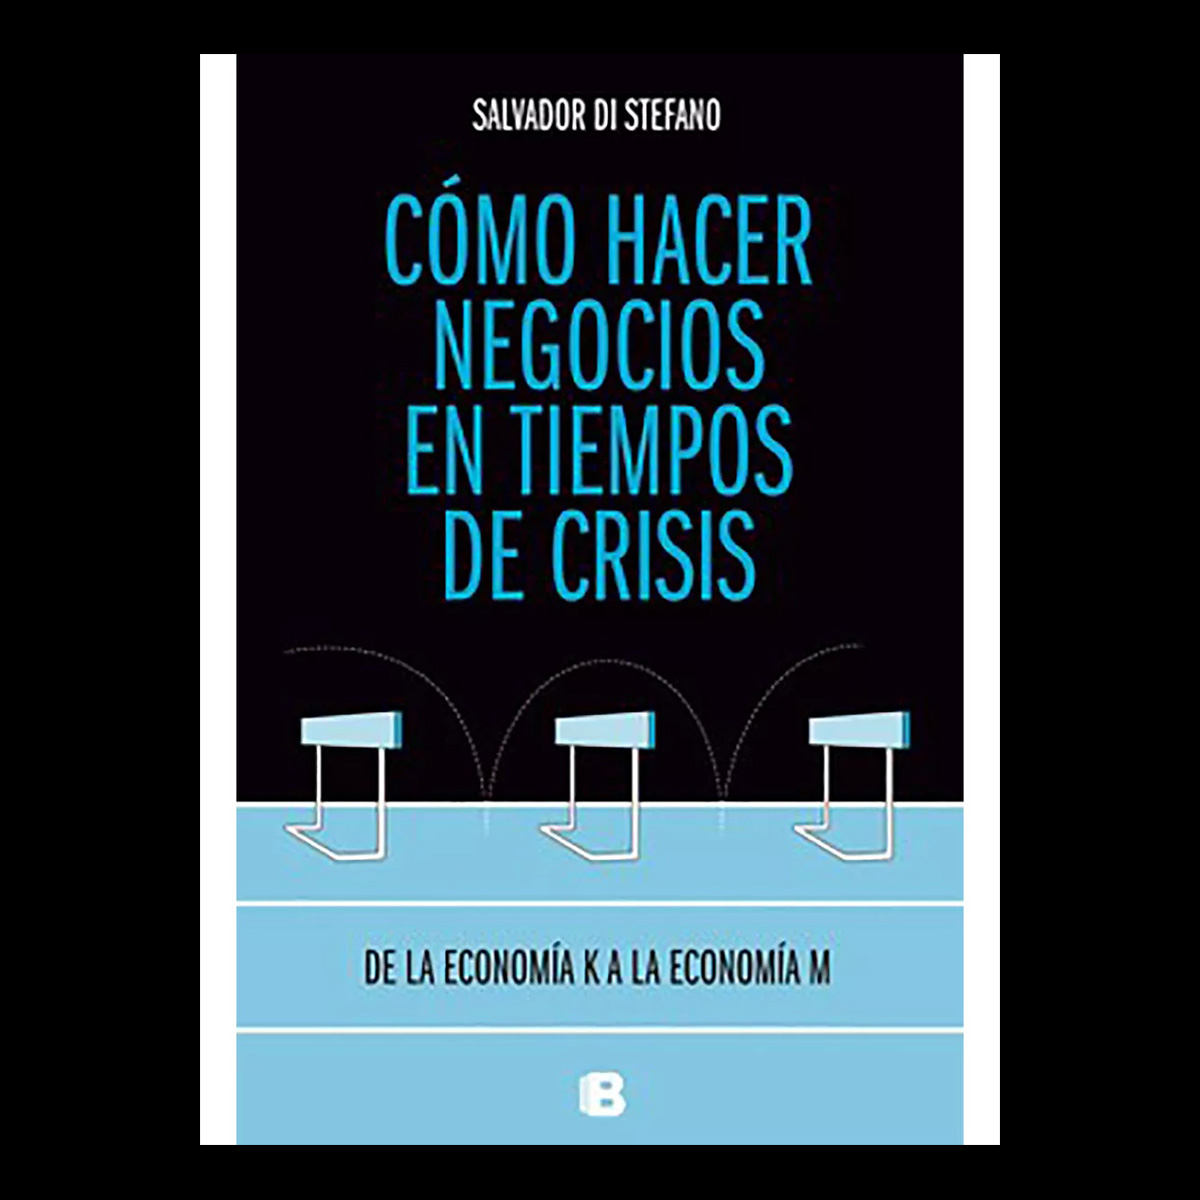 SALVADOR DI STEFANO
CÓMO HACER
NEGOCIOS
EN TIEMPOS
DE CRISIS
DE LA ECONOMÍA K A LA ECONOMÍA M
B